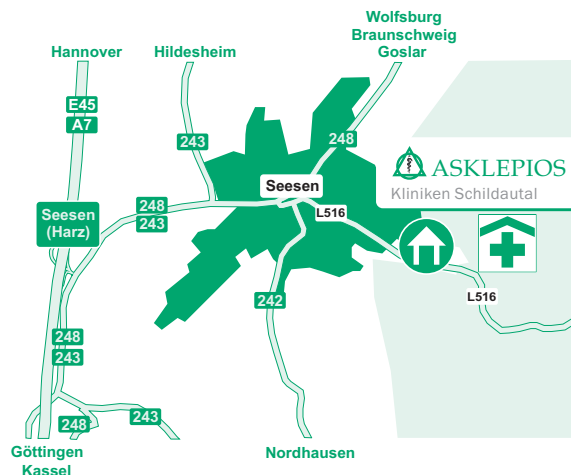 Wolfsburg
Braunschweig
Goslar
Hannover
Hildesheim
E45
A7
243
248
ASKLEPIOS
Kliniken Schildautal
Seesen
248
243
L516
Seesen
(Harz)
L516
242
248
243
243
248
Göttingen
Kassel
Nordhausen